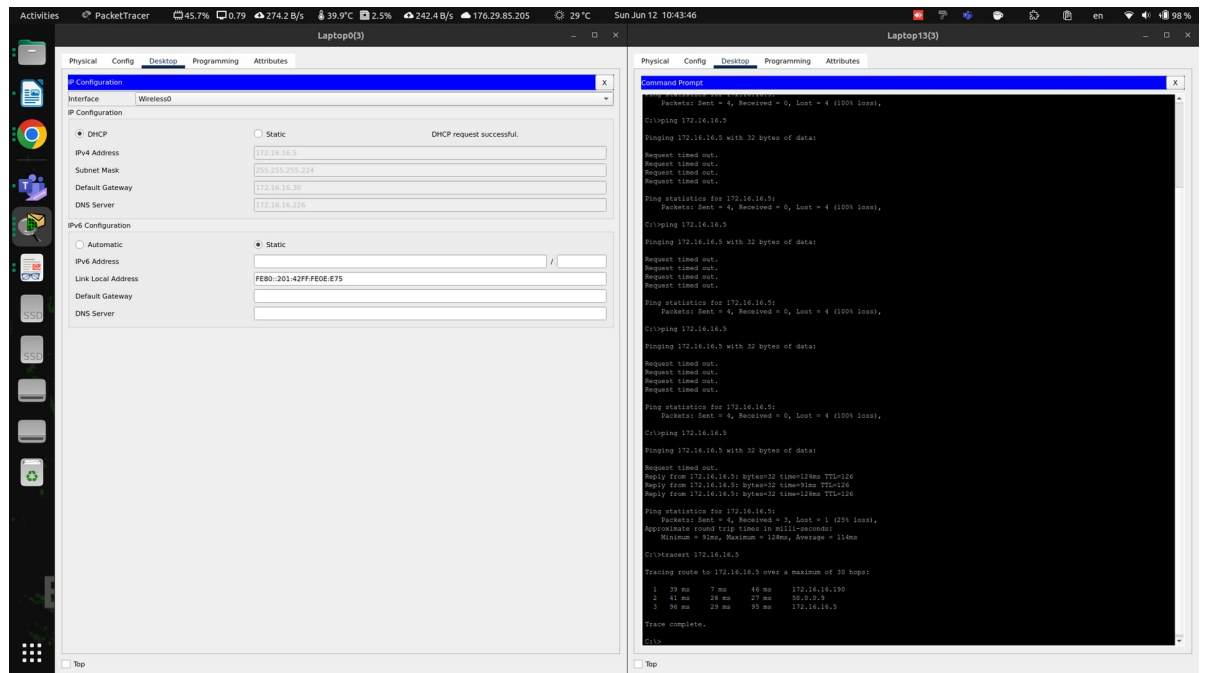 Activities PacketTracer 45.7% 0.79 274.2 B/s 39.9°C 2.5% 242.4 B/s 176.29.85.205 29°C Sun Jun 12 10:43:46 en 98 %
Laptop0(3)
Physical Config Desktop Programming Attributes
IP Configuration X
Interface Wireless0
IP Configuration
DHCP Static DHCP request successful.
IPv4 Address 172.16.16.5
Subnet Mask 255.255.255.224
Default Gateway 172.16.16.30
DNS Server 172.16.16.226
IPv6 Configuration
Automatic Static
IPv6 Address /
Link Local Address FE80::201:42FF:FE0E:E75
Default Gateway
DNS Server
Top
SSD
SSD
Laptop13(3)
Physical Config Desktop Programming Attributes
Command Prompt X
Ping statistics for 172.16.16.5:
Packets: Sent = 4, Received = 0, Lost = 4 (100% loss),
C:\>ping 172.16.16.5
Pinging 172.16.16.5 with 32 bytes of data:
Request timed out.
Request timed out.
Request timed out.
Request timed out.
Ping statistics for 172.16.16.5:
Packets: Sent = 4, Received = 0, Lost = 4 (100% loss),
C:\>ping 172.16.16.5
Pinging 172.16.16.5 with 32 bytes of data:
Request timed out.
Request timed out.
Request timed out.
Request timed out.
Ping statistics for 172.16.16.5:
Packets: Sent = 4, Received = 0, Lost = 4 (100% loss),
C:\>ping 172.16.16.5
Pinging 172.16.16.5 with 32 bytes of data:
Request timed out.
Request timed out.
Request timed out.
Request timed out.
Ping statistics for 172.16.16.5:
Packets: Sent = 4, Received = 0, Lost = 4 (100% loss),
C:\>ping 172.16.16.5
Pinging 172.16.16.5 with 32 bytes of data:
Request timed out.
Reply from 172.16.16.5: bytes=32 time=124ms TTL=126
Reply from 172.16.16.5: bytes=32 time=91ms TTL=126
Reply from 172.16.16.5: bytes=32 time=128ms TTL=126
Ping statistics for 172.16.16.5:
Packets: Sent = 4, Received = 3, Lost = 1 (25% loss),
Approximate round trip times in milli-seconds:
Minimum = 91ms, Maximum = 128ms, Average = 114ms
C:\>tracert 172.16.16.5
Tracing route to 172.16.16.5 over a maximum of 30 hops:
1 39 ms 7 ms 46 ms 172.16.16.190
2 41 ms 28 ms 27 ms 50.0.0.9
3 96 ms 29 ms 95 ms 172.16.16.5
Trace complete.
C:\>
Top